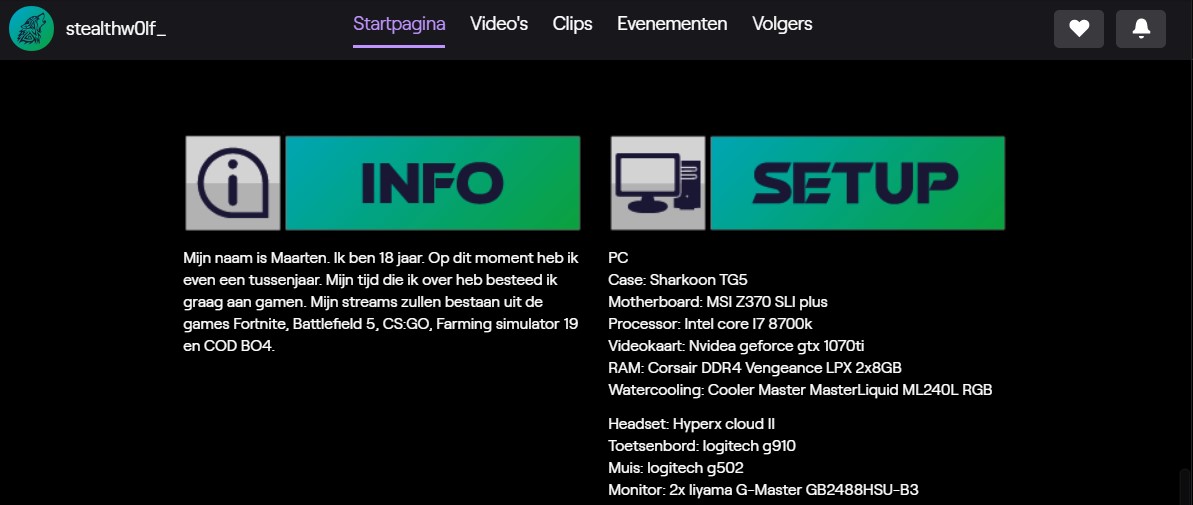 stealthw0lf_
Startpagina Video's Clips Evenementen Volgers
INFO
Mijn naam is Maarten. Ik ben 18 jaar. Op dit moment heb ik
even een tussenjaar. Mijn tijd die ik over heb besteed ik
graag aan gamen. Mijn streams zullen bestaan uit de
games Fortnite, Battlefield 5, CS:GO, Farming simulator 19
en COD BO4.
SETUP
PC
Case: Sharkoon TG5
Motherboard: MSI Z370 SLI plus
Processor: Intel core I7 8700k
Videokaart: Nvidea geforce gtx 1070ti
RAM: Corsair DDR4 Vengeance LPX 2x8GB
Watercooling: Cooler Master MasterLiquid ML240L RGB
Headset: Hyperx cloud II
Toetsenbord: logitech g910
Muis: logitech g502
Monitor: 2x Iiyama G-Master GB2488HSU-B3